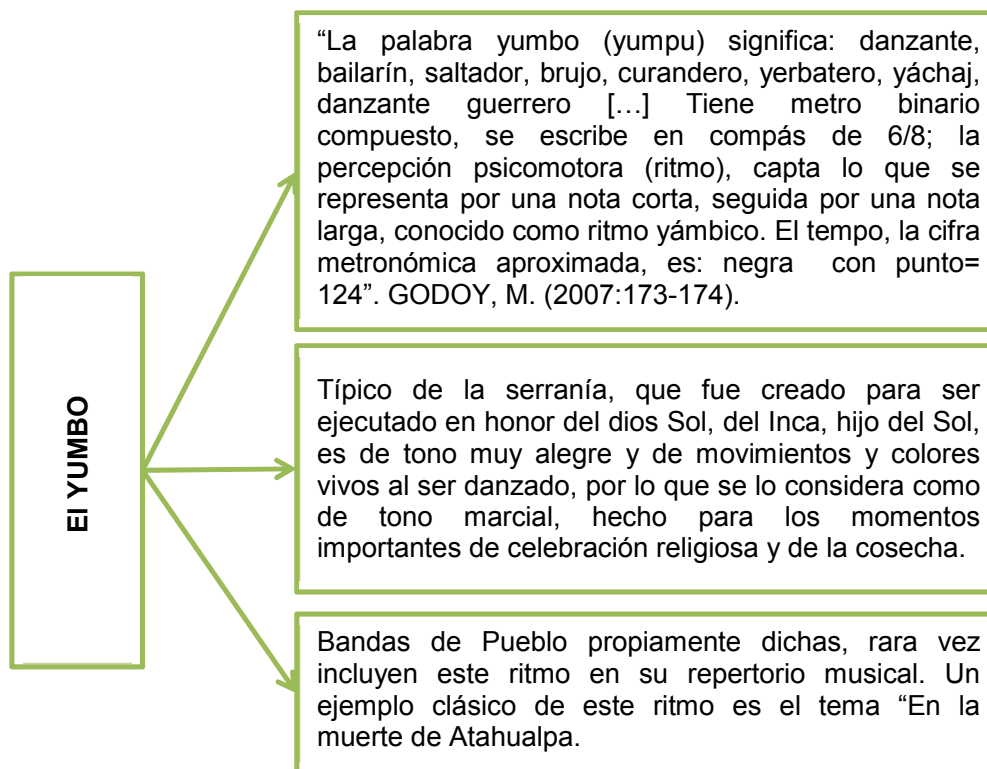 El YUMBO
“La palabra yumbo (yumpu) significa: danzante,
bailarín, saltador, brujo, curandero, yerbatero, yáchaj,
danzante guerrero […] Tiene metro binario
compuesto, se escribe en compás de 6/8; la
percepción psicomotora (ritmo), capta lo que se
representa por una nota corta, seguida por una nota
larga, conocido como ritmo yámbico. El tempo, la cifra
metronómica aproximada, es: negra con punto=
124”. GODOY, M. (2007:173-174).
Típico de la serranía, que fue creado para ser
ejecutado en honor del dios Sol, del Inca, hijo del Sol,
es de tono muy alegre y de movimientos y colores
vivos al ser danzado, por lo que se lo considera como
de tono marcial, hecho para los momentos
importantes de celebración religiosa y de la cosecha.
Bandas de Pueblo propiamente dichas, rara vez
incluyen este ritmo en su repertorio musical. Un
ejemplo clásico de este ritmo es el tema “En la
muerte de Atahualpa.